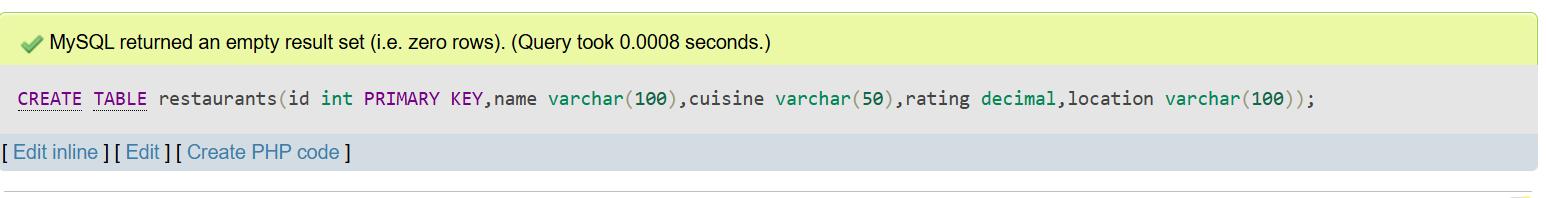 MySQL returned an empty result set (i.e. zero rows). (Query took 0.0008 seconds.)
CREATE TABLE restaurants(id int PRIMARY KEY,name varchar(100),cuisine varchar(50),rating decimal,location varchar(100));
[ Edit inline ] [ Edit ] [ Create PHP code ]